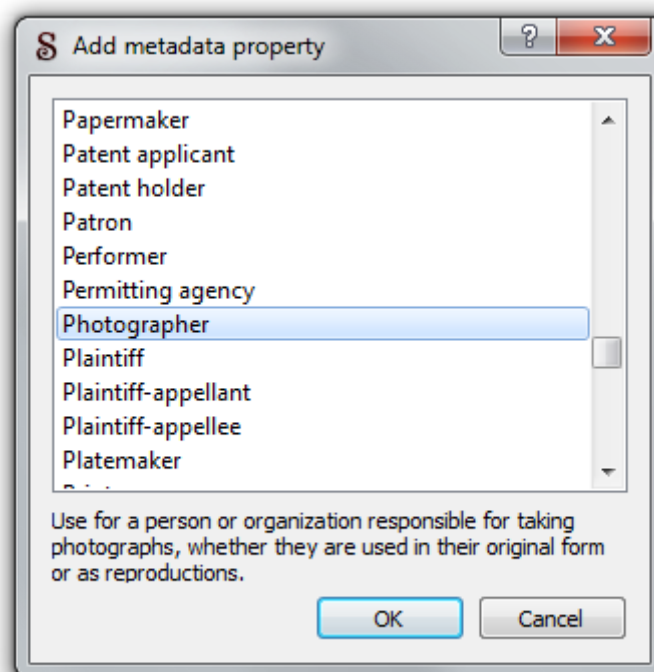 S Add metadata property
Papermaker
Patent applicant
Patent holder
Patron
Performer
Permitting agency
Photographer
Plaintiff
Plaintiff-appellant
Plaintiff-appellee
Platemaker
Use for a person or organization responsible for taking
photographs, whether they are used in their original form
or as reproductions.
OK Cancel